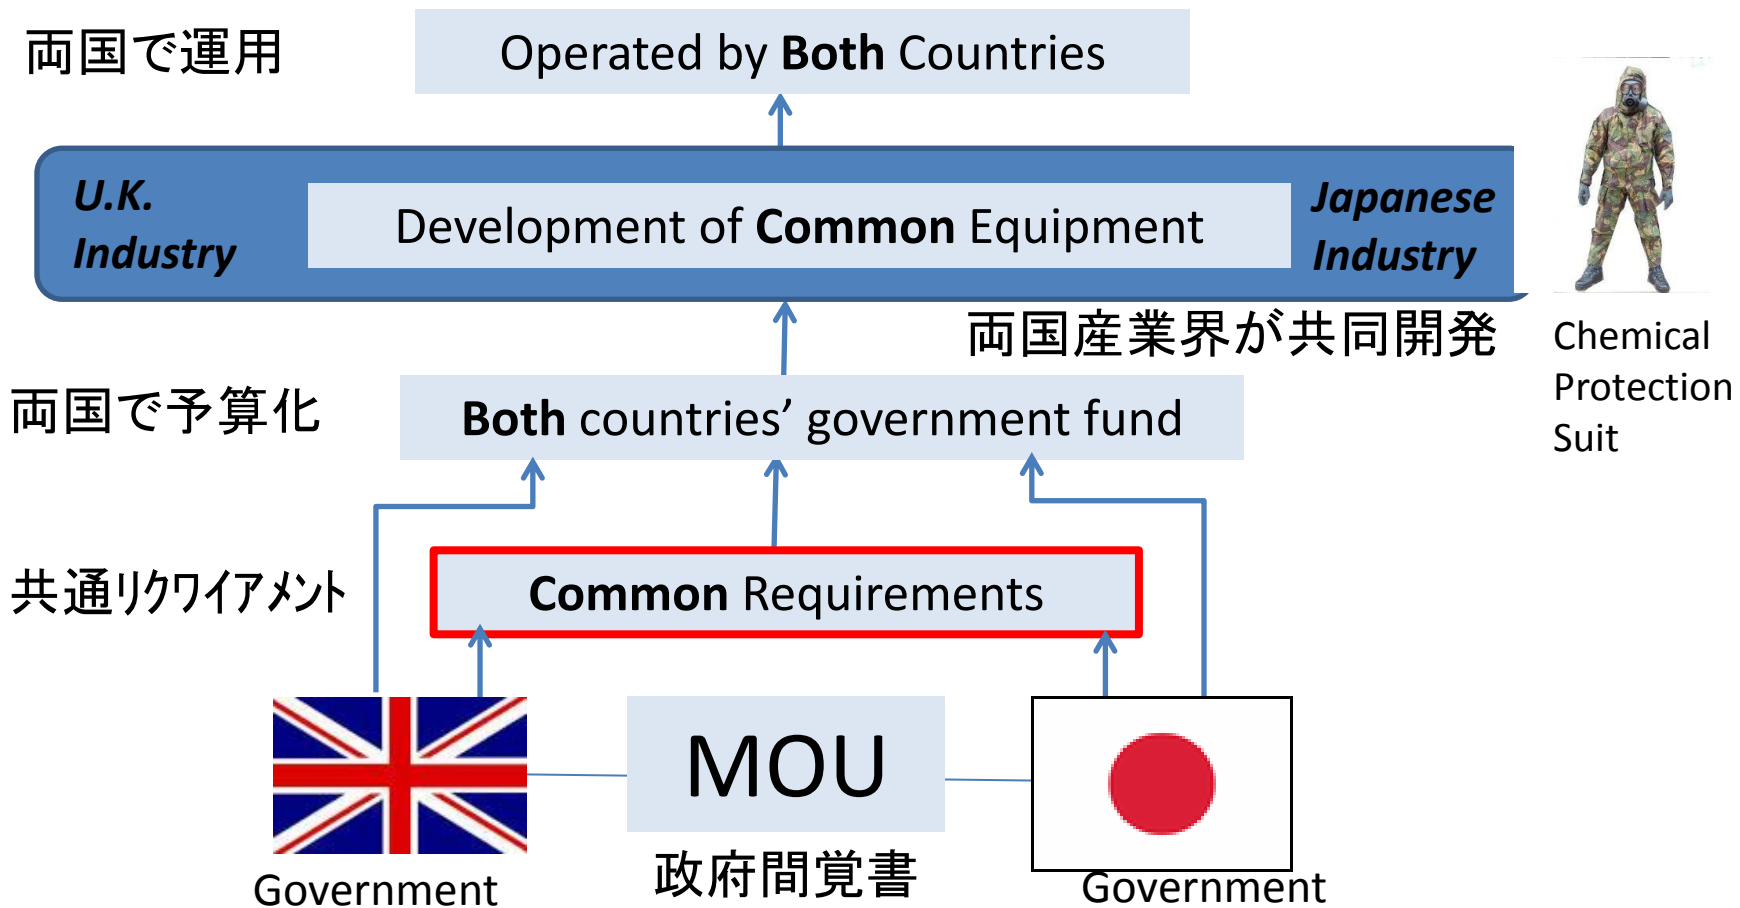 両国で運用
Operated by Both Countries
U.K.
Industry
Development of Common Equipment
Japanese
Industry
両国産業界が共同開発
Chemical
Protection
Suit
両国で予算化
Both countries’ government fund
共通リクワイアメント
Common Requirements
MOU
政府間覚書
Government
Government